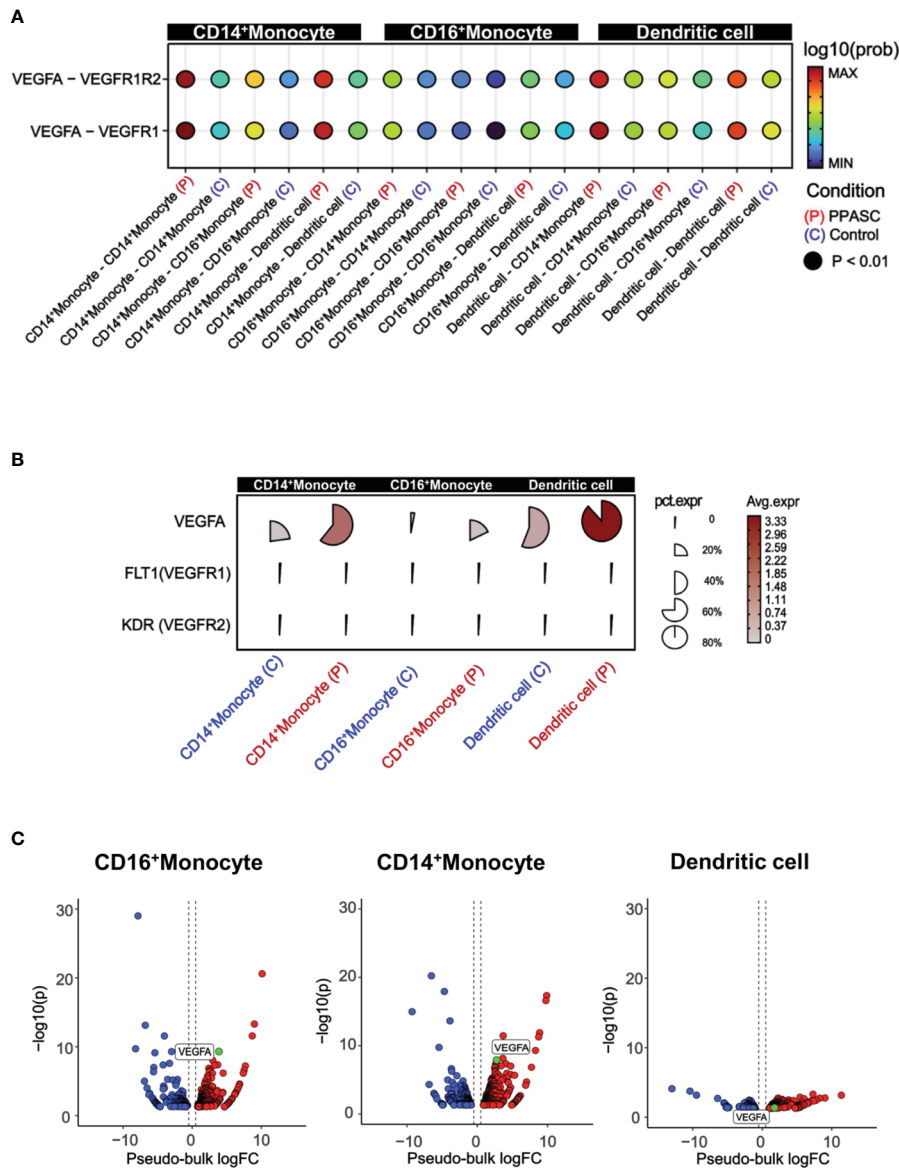 A
CD14⁺Monocyte CD16⁺Monocyte Dendritic cell
log10(prob)
VEGFA – VEGFR1R2
VEGFA – VEGFR1
MAX
MIN
Condition
(P) PPASC
(C) Control
P < 0.01
CD14⁺Monocyte - CD14⁺Monocyte (P)
CD14⁺Monocyte - CD14⁺Monocyte (C)
CD14⁺Monocyte - CD16⁺Monocyte (P)
CD14⁺Monocyte - CD16⁺Monocyte (C)
CD14⁺Monocyte - Dendritic cell (P)
CD14⁺Monocyte - Dendritic cell (C)
CD16⁺Monocyte - CD14⁺Monocyte (P)
CD16⁺Monocyte - CD14⁺Monocyte (C)
CD16⁺Monocyte - CD16⁺Monocyte (P)
CD16⁺Monocyte - CD16⁺Monocyte (C)
CD16⁺Monocyte - Dendritic cell (P)
CD16⁺Monocyte - Dendritic cell (C)
Dendritic cell - CD14⁺Monocyte (P)
Dendritic cell - CD14⁺Monocyte (C)
Dendritic cell - CD16⁺Monocyte (P)
Dendritic cell - CD16⁺Monocyte (C)
Dendritic cell - Dendritic cell (P)
Dendritic cell - Dendritic cell (C)
B
CD14⁺Monocyte CD16⁺Monocyte Dendritic cell
VEGFA
FLT1(VEGFR1)
KDR (VEGFR2)
pct.expr
0
20%
40%
60%
80%
Avg.expr
3.33
2.96
2.59
2.22
1.85
1.48
1.11
0.74
0.37
0
CD14⁺Monocyte (C)
CD14⁺Monocyte (P)
CD16⁺Monocyte (C)
CD16⁺Monocyte (P)
Dendritic cell (C)
Dendritic cell (P)
C
CD16⁺Monocyte
−log10(p)
30
20
10
0
VEGFA
−10 0 10
Pseudo-bulk logFC
CD14⁺Monocyte
−log10(p)
30
20
10
0
VEGFA
−10 0 10
Pseudo-bulk logFC
Dendritic cell
−log10(p)
30
20
10
0
VEGFA
−10 0 10
Pseudo-bulk logFC